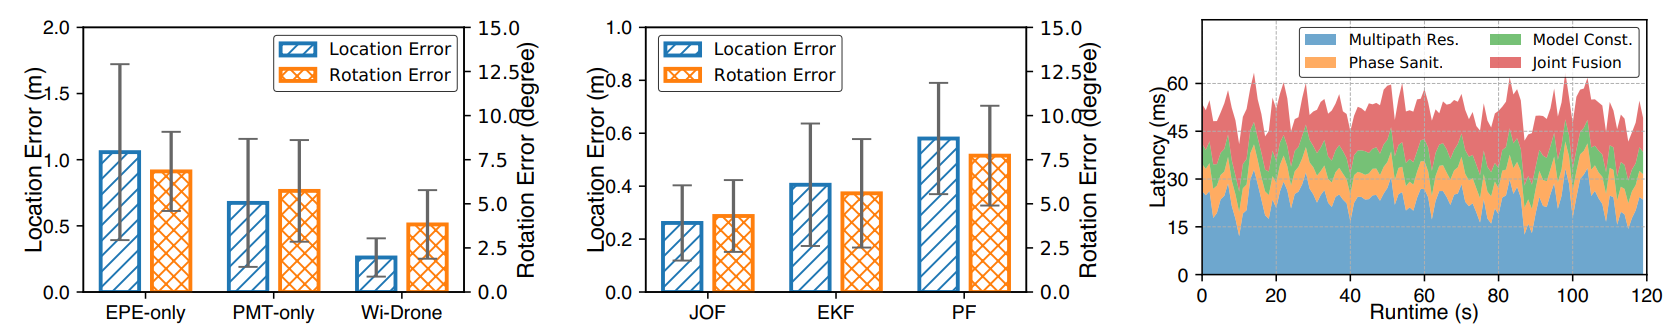 2.0
1.5
1.0
0.5
0.0
Location Error (m)
15.0
12.5
10.0
7.5
5.0
2.5
0.0
Rotation Error (degree)
Location Error
Rotation Error
EPE-only PMT-only Wi-Drone
1.0
0.8
0.6
0.4
0.2
0.0
Location Error (m)
15.0
12.5
10.0
7.5
5.0
2.5
0.0
Rotation Error (degree)
Location Error
Rotation Error
JOF EKF PF
60
45
30
15
0
Latency (ms)
Multipath Res. Model Const.
Phase Sanit. Joint Fusion
0 20 40 60 80 100 120
Runtime (s)